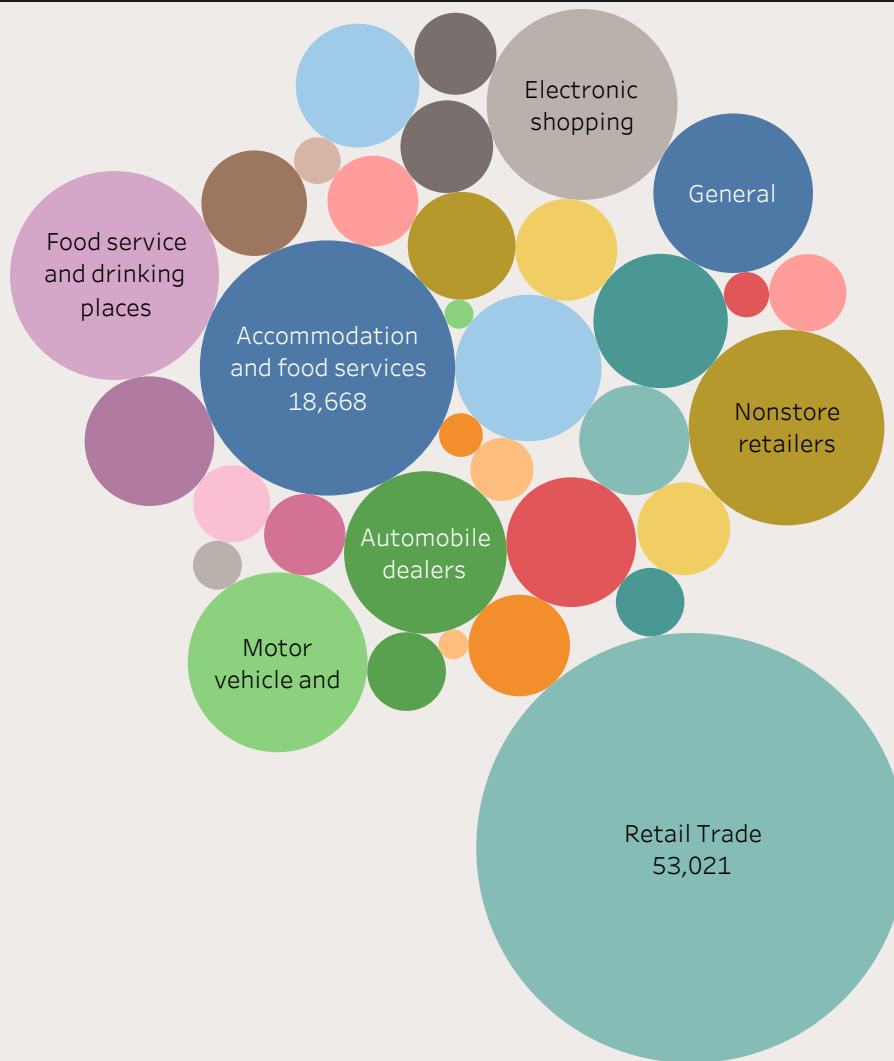 Electronic
shopping
General
Food service
and drinking
places
Accommodation
and food services
18,668
Nonstore
retailers
Automobile
dealers
Motor
vehicle and
Retail Trade
53,021